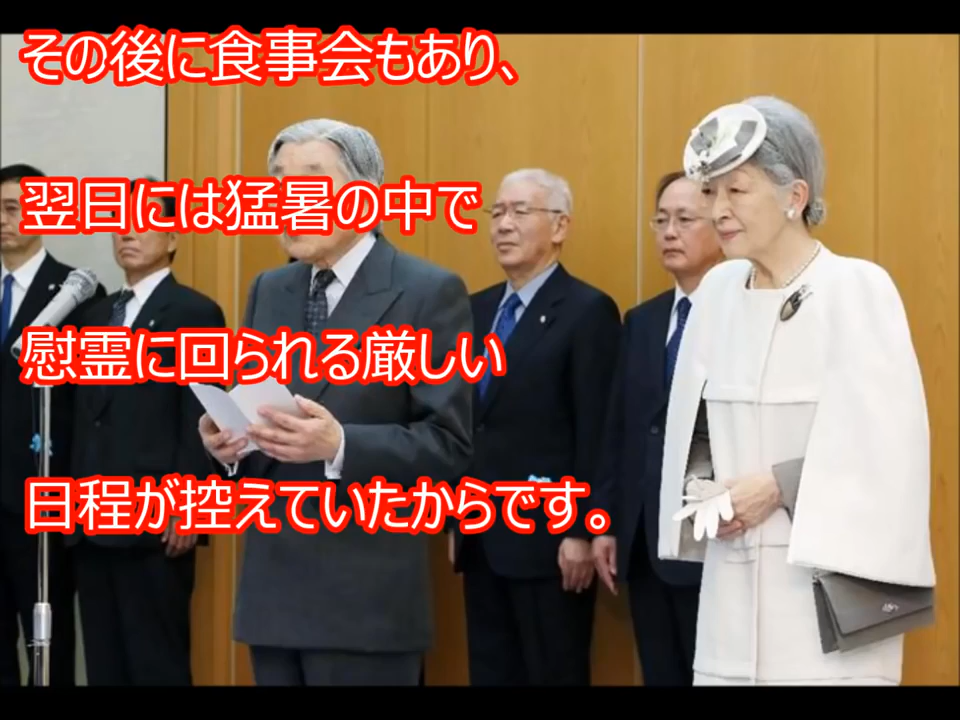 その後に食事会もあり、
翌日には猛暑の中で
慰霊に回られる厳しい
日程が控えていたからです。